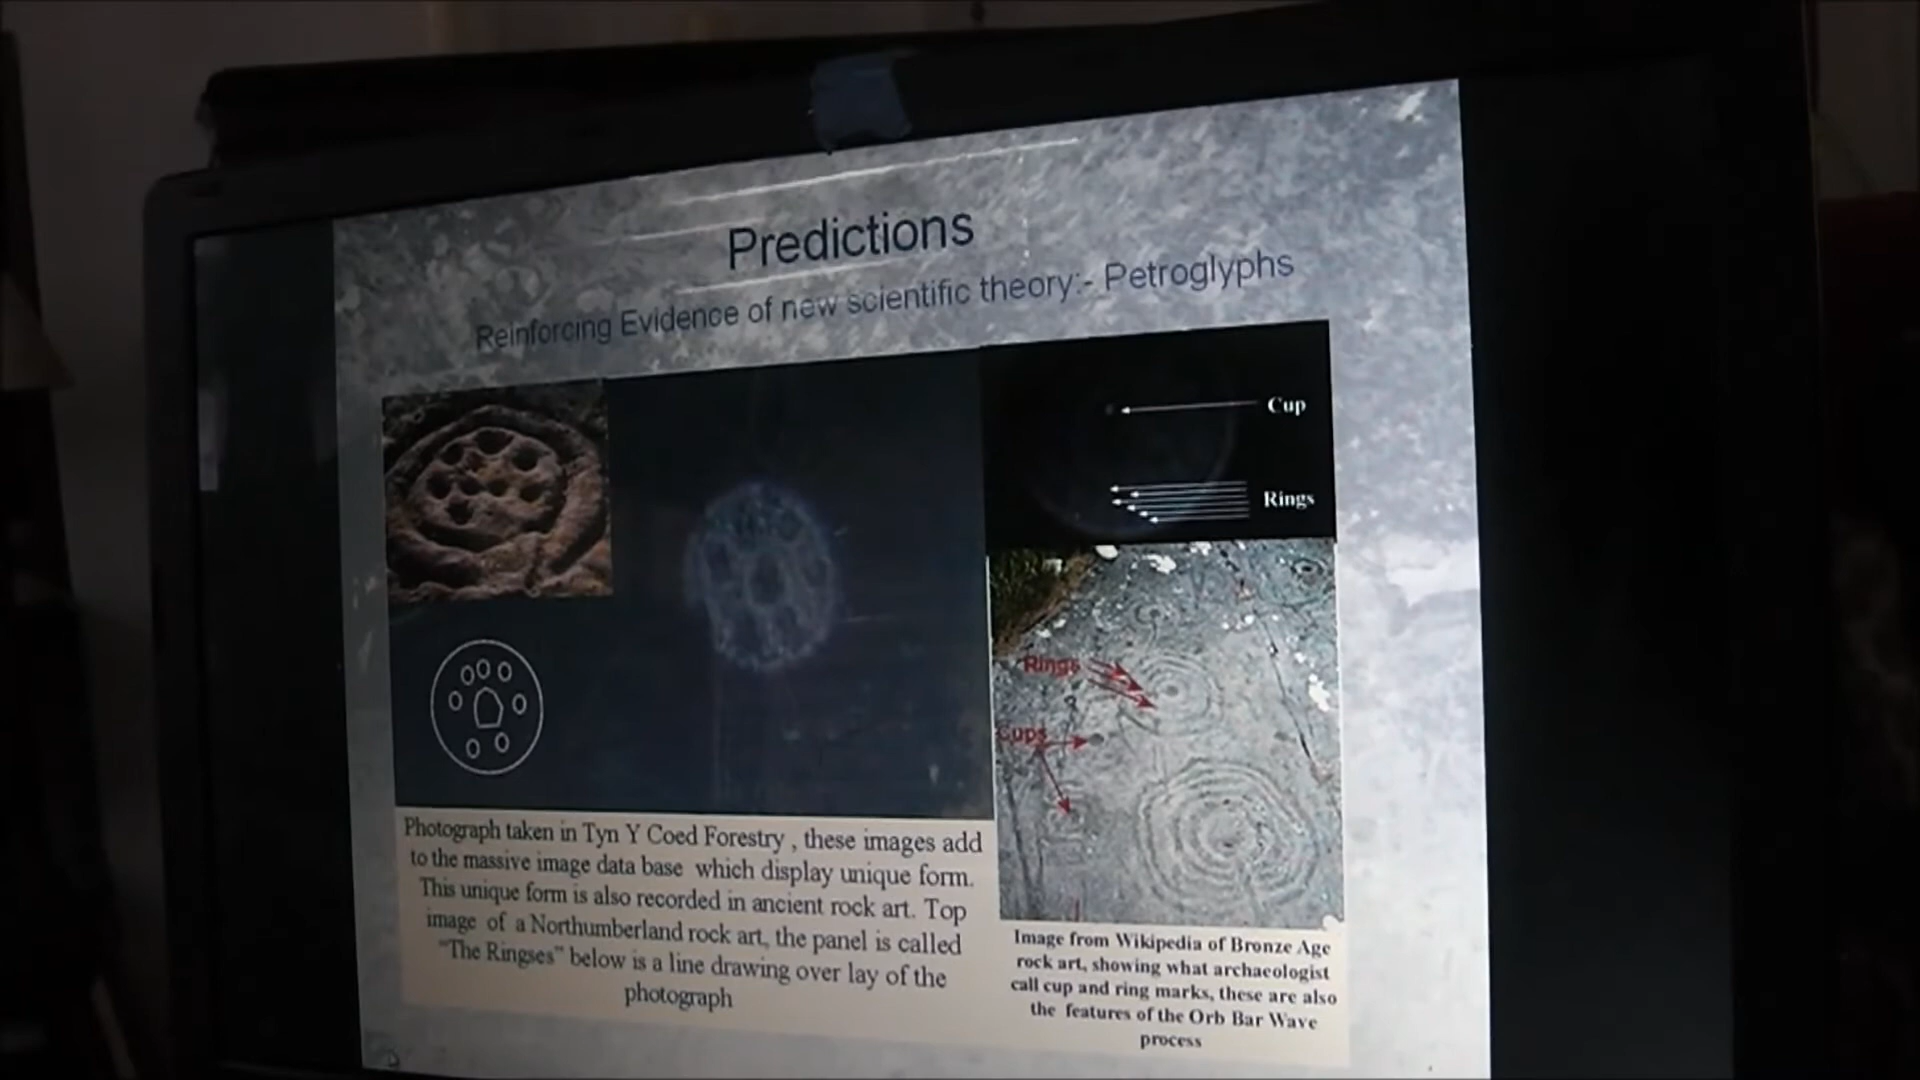 Predictions
Reinforcing Evidence of new scientific theory:- Petroglyphs
Cup
Rings
Rings
Cups
Photograph taken in Tyn Y Coed Forestry , these images add
to the massive image data base which display unique form.
This unique form is also recorded in ancient rock art. Top
image of a Northumberland rock art, the panel is called
"The Ringses" below is a line drawing over lay of the
photograph
Image from Wikipedia of Bronze Age
rock art, showing what archaeologist
call cup and ring marks, these are also
the features of the Orb Bar Wave
process